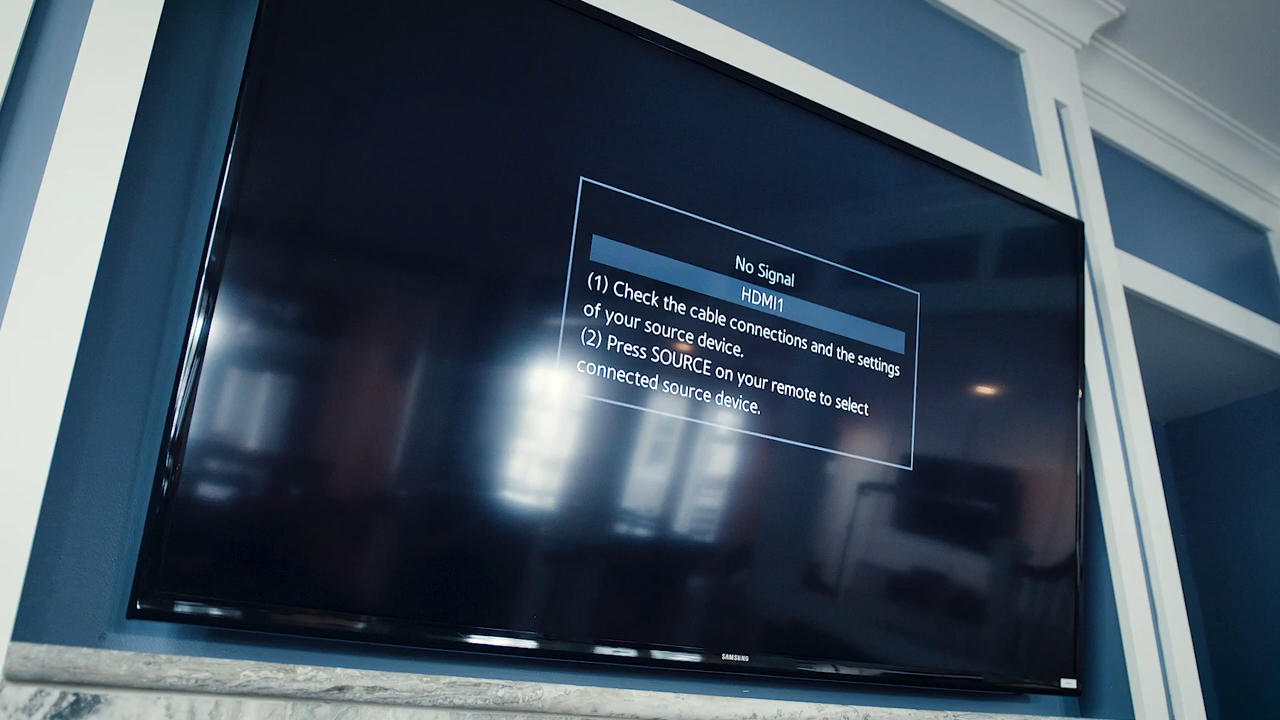 No Signal
HDMI1
(1) Check the cable connections and the settings
of your source device.
(2) Press SOURCE on your remote to select
connected source device.
SAMSUNG